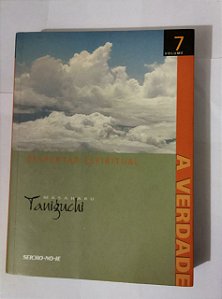 7
VOLUME
A VERDADE
DESPERTAR ESPIRITUAL
MASAHARU
Taniguchi
SEICHO-NO-IE